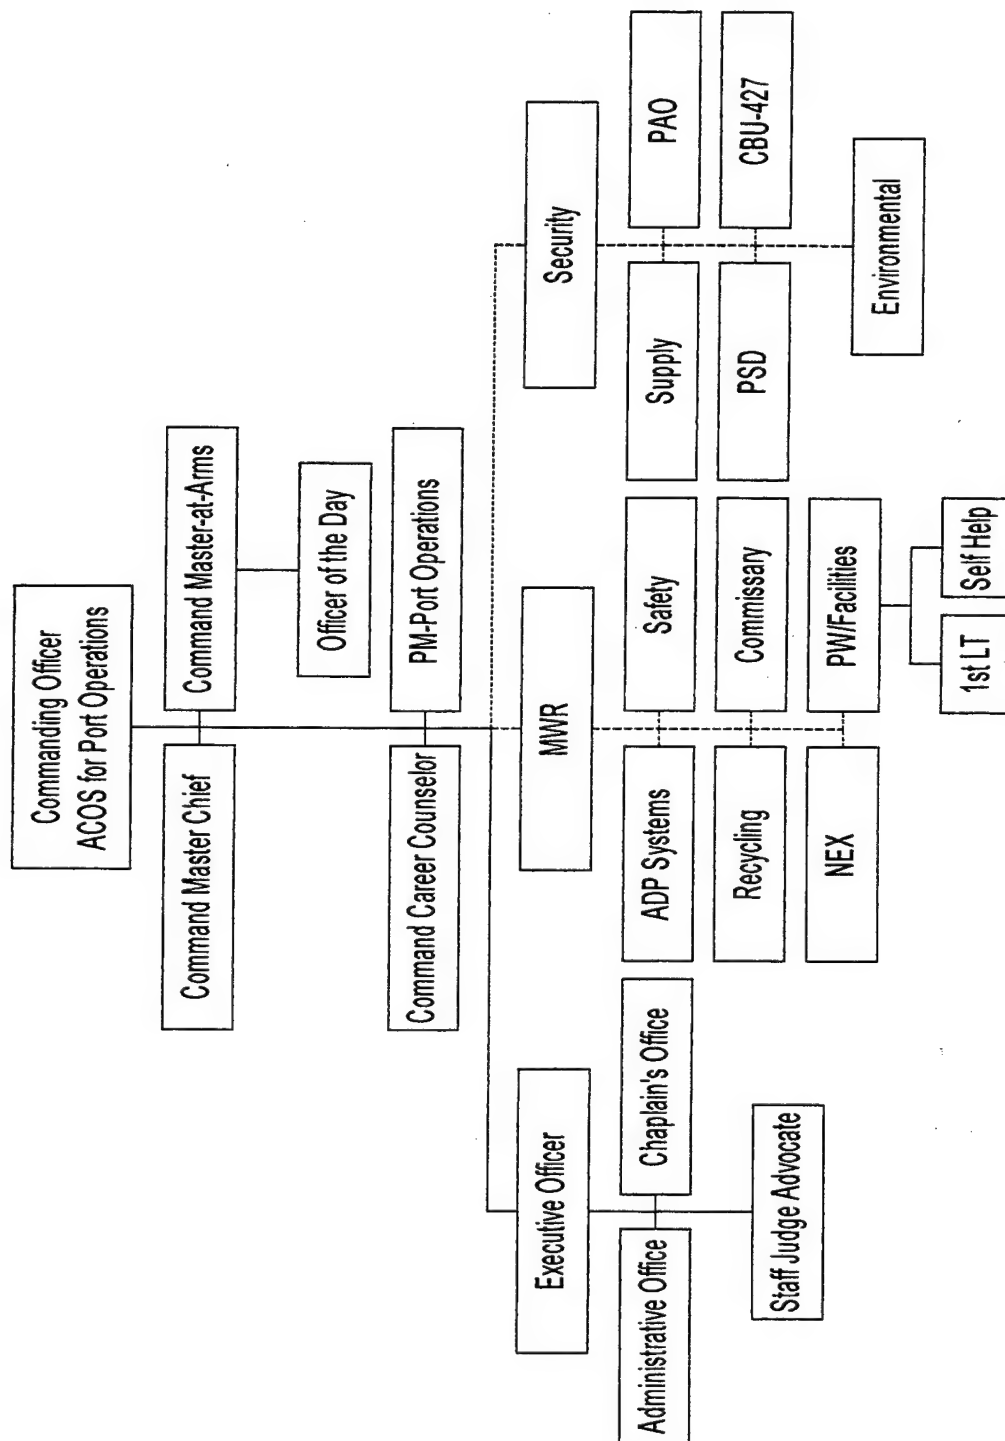 Commanding Officer
ACOS for Port Operations
Command Master Chief
Command Master-at-Arms
Officer of the Day
Command Career Counselor
PM-Port Operations
Executive Officer
MWR
Security
Administrative Office
Chaplain's Office
ADP Systems
Safety
Supply
PAO
Recycling
Commissary
PSD
CBU-427
Staff Judge Advocate
NEX
PW/Facilities
Environmental
1st LT
Self Help